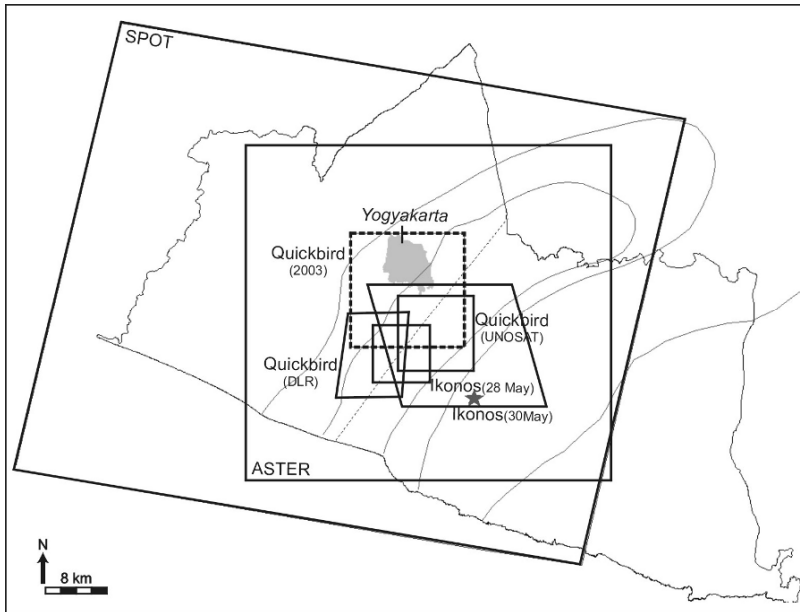 SPOT
Yogyakarta
Quickbird
(2003)
Quickbird
(UNOSAT)
Quickbird
(DLR)
Ikonos(28 May)
Ikonos(30May)
ASTER
N
8 km